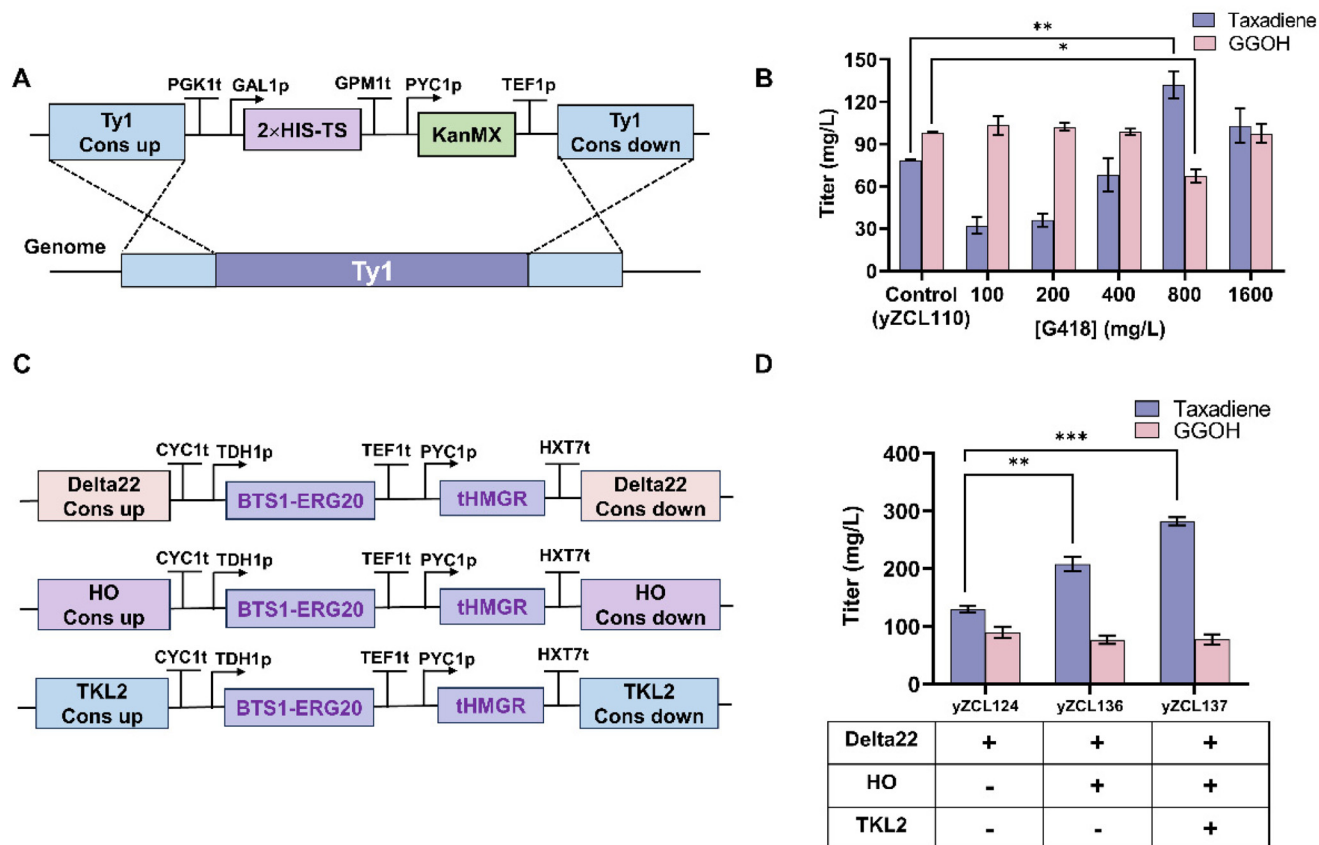 A
PGK1t GAL1p GPM1t PYC1p TEF1p
Ty1
Cons up
2×HIS-TS
KanMX
Ty1
Cons down
Genome
Ty1
B
Taxadiene
GGOH
**
*
Titer (mg/L)
150
120
90
60
30
0
Control
(yZCL110)
100 200 400 800 1600
[G418] (mg/L)
C
CYC1t TDH1p TEF1t PYC1p HXT7t
Delta22
Cons up
BTS1-ERG20
tHMGR
Delta22
Cons down
CYC1t TDH1p TEF1t PYC1p HXT7t
HO
Cons up
BTS1-ERG20
tHMGR
HO
Cons down
CYC1t TDH1p TEF1t PYC1p HXT7t
TKL2
Cons up
BTS1-ERG20
tHMGR
TKL2
Cons down
D
Taxadiene
GGOH
***
**
Titer (mg/L)
400
300
200
100
0
yZCL124 yZCL136 yZCL137
Delta22 + + +
HO - + +
TKL2 - - +